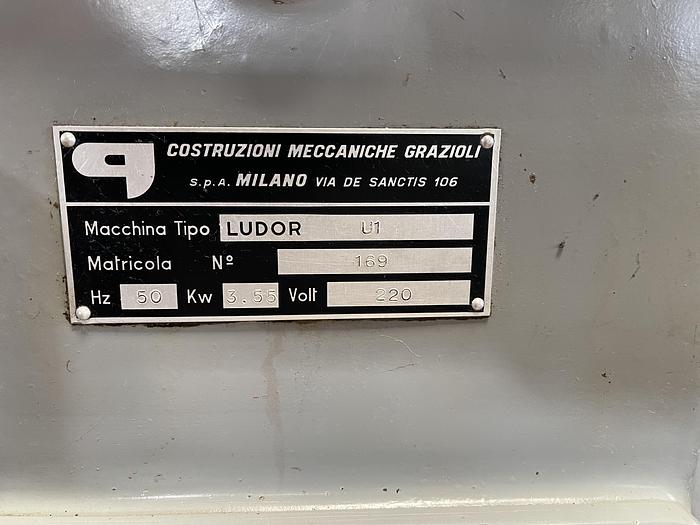 COSTRUZIONI MECCANICHE GRAZIOLI
S.p.A. MILANO VIA DE SANCTIS 106
Macchina Tipo LUDOR U1
Matricola Nº 169
Hz 50 Kw 3.55 Volt 220